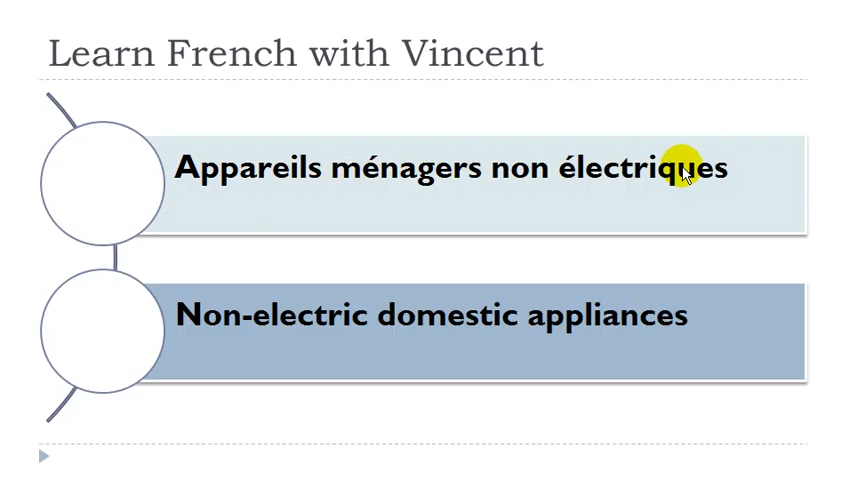 Learn French with Vincent
Appareils ménagers non électriques
Non-electric domestic appliances